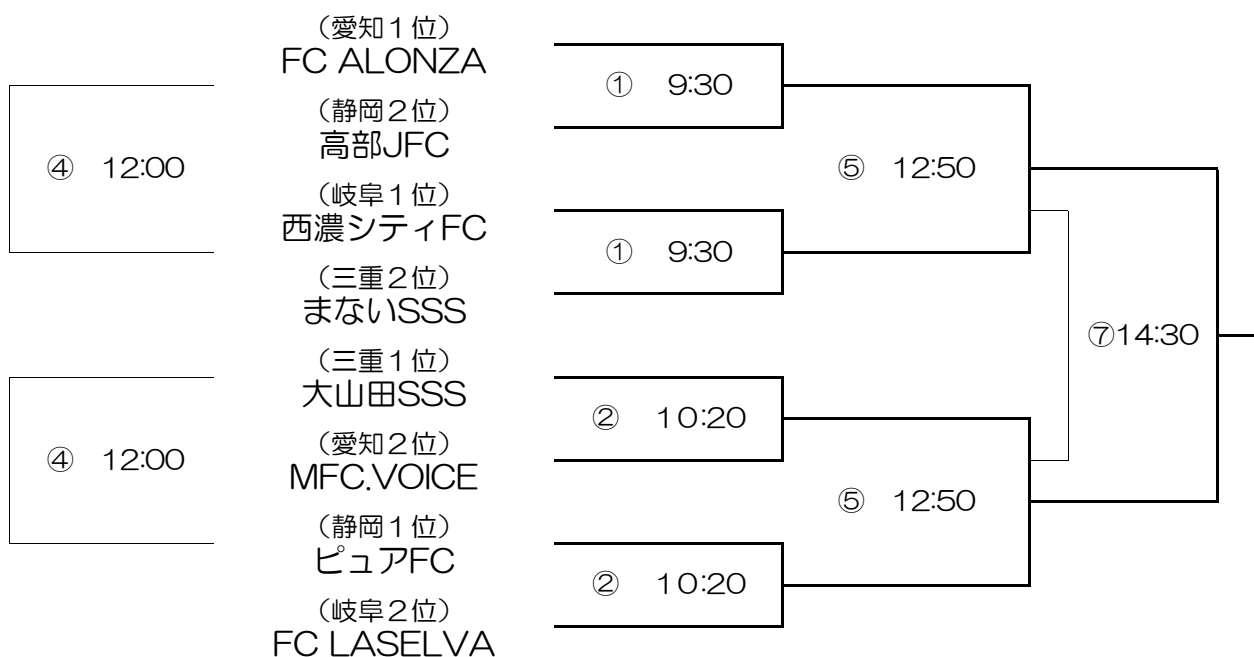 (愛知1位)
FC ALONZA
① 9:30
(静岡2位)
高部JFC
④ 12:00
⑤ 12:50
(岐阜1位)
西濃シティFC
① 9:30
(三重2位)
まないSSS
⑦14:30
(三重1位)
大山田SSS
② 10:20
(愛知2位)
MFC.VOICE
④ 12:00
⑤ 12:50
(静岡1位)
ピュアFC
② 10:20
(岐阜2位)
FC LASELVA